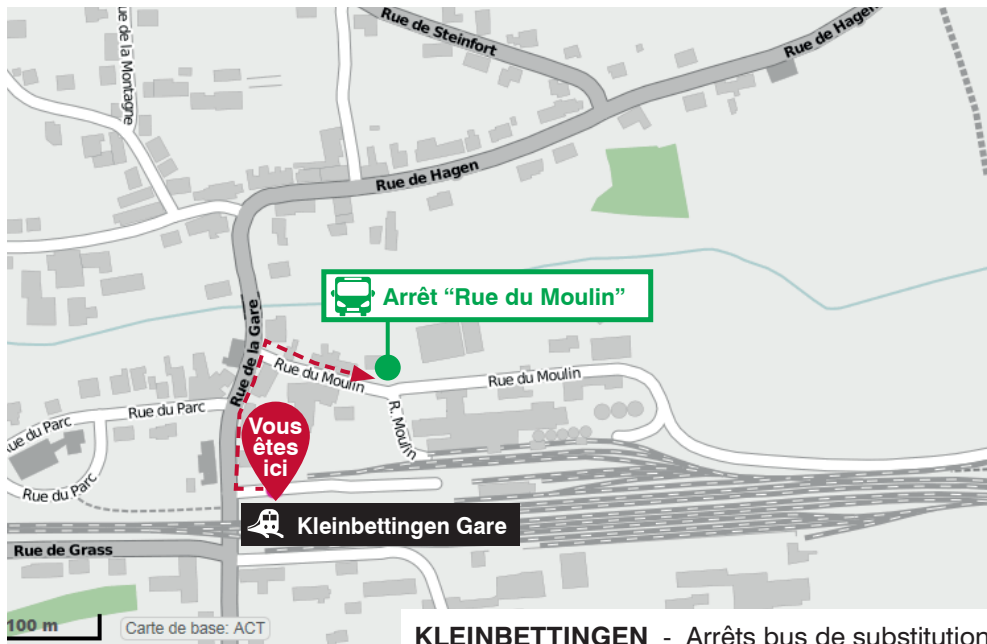 Rue de Steinfort
Rue de Hagen
Rue de la Montagne
Rue de Hagen
Arrêt “Rue du Moulin”
Rue de la Gare
Rue du Moulin
Rue du Moulin
R. Moulin
Rue du Parc
Rue du Parc
Rue du Parc
Vous
êtes
ici
Kleinbettingen Gare
Rue de Grass
100 m
Carte de base: ACT
KLEINBETTINGEN - Arrêts bus de substitution